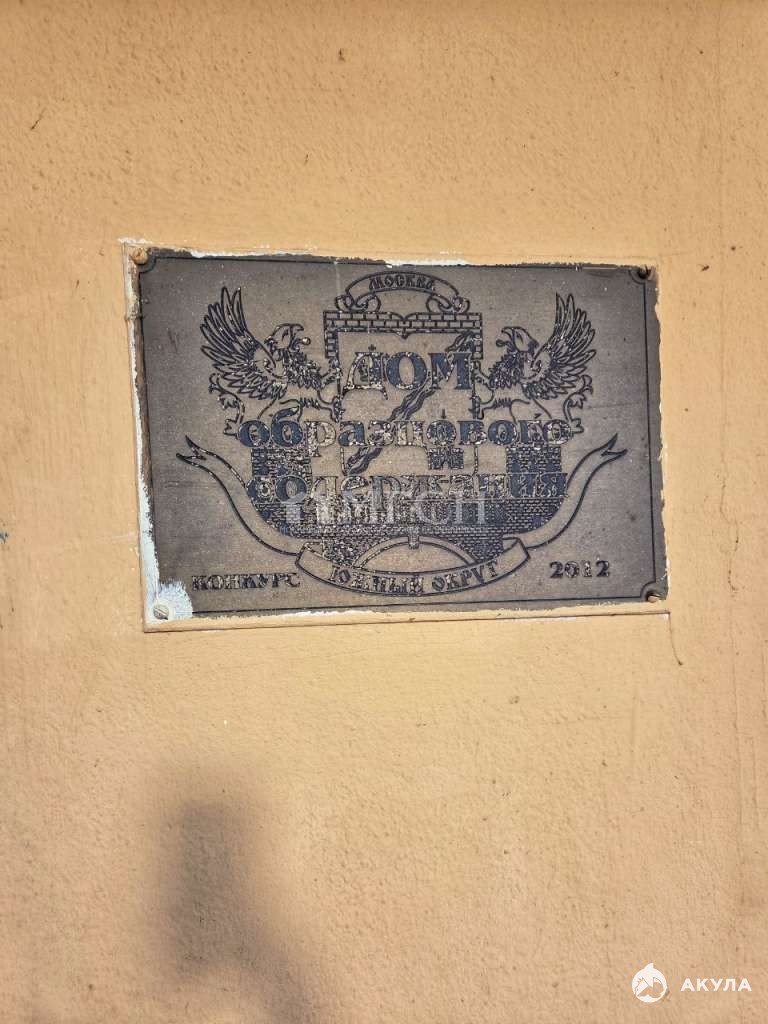 МОСКВА
ДОМ
образцового
содержания
КОНКУРС
ЮЖНЫЙ ОКРУГ
2012
АКУЛА